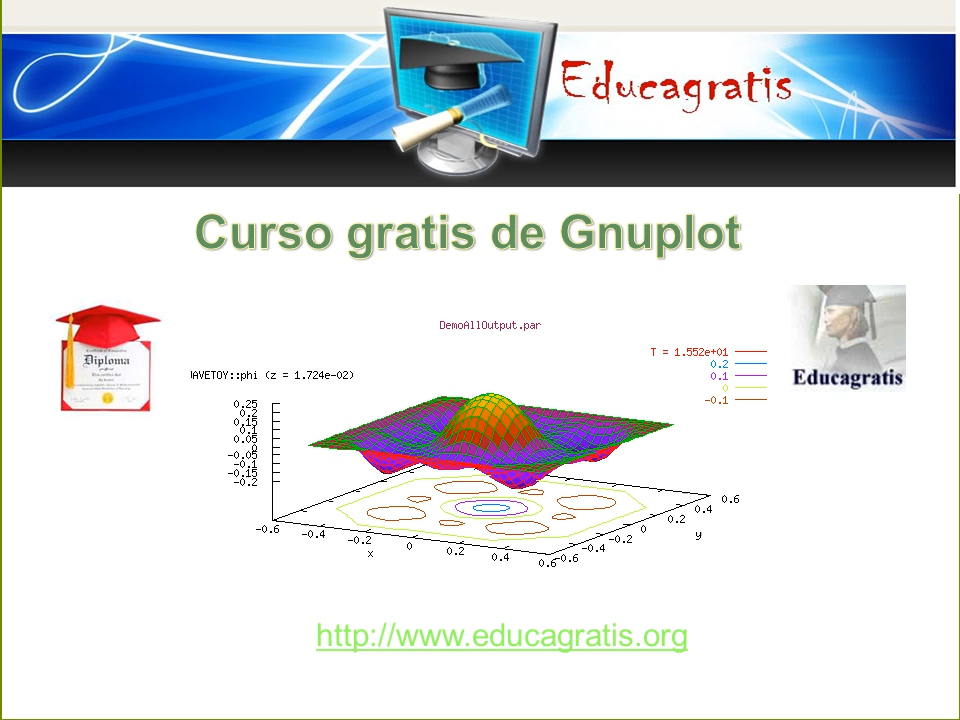 Educagratis
Curso gratis de Gnuplot
Diploma
Educagratis
DemoAllOutput.par
T = 1.552e+01
0.2
0.1
0
-0.1
WAVETOY::phi (z = 1.724e-02)
0.25
0.2
0.15
0.1
0.05
0
-0.05
-0.1
-0.15
-0.2
-0.6
-0.4
-0.2
0
0.2
0.4
0.6
x
-0.6
-0.4
-0.2
0
0.2
0.4
0.6
y
http://www.educagratis.org